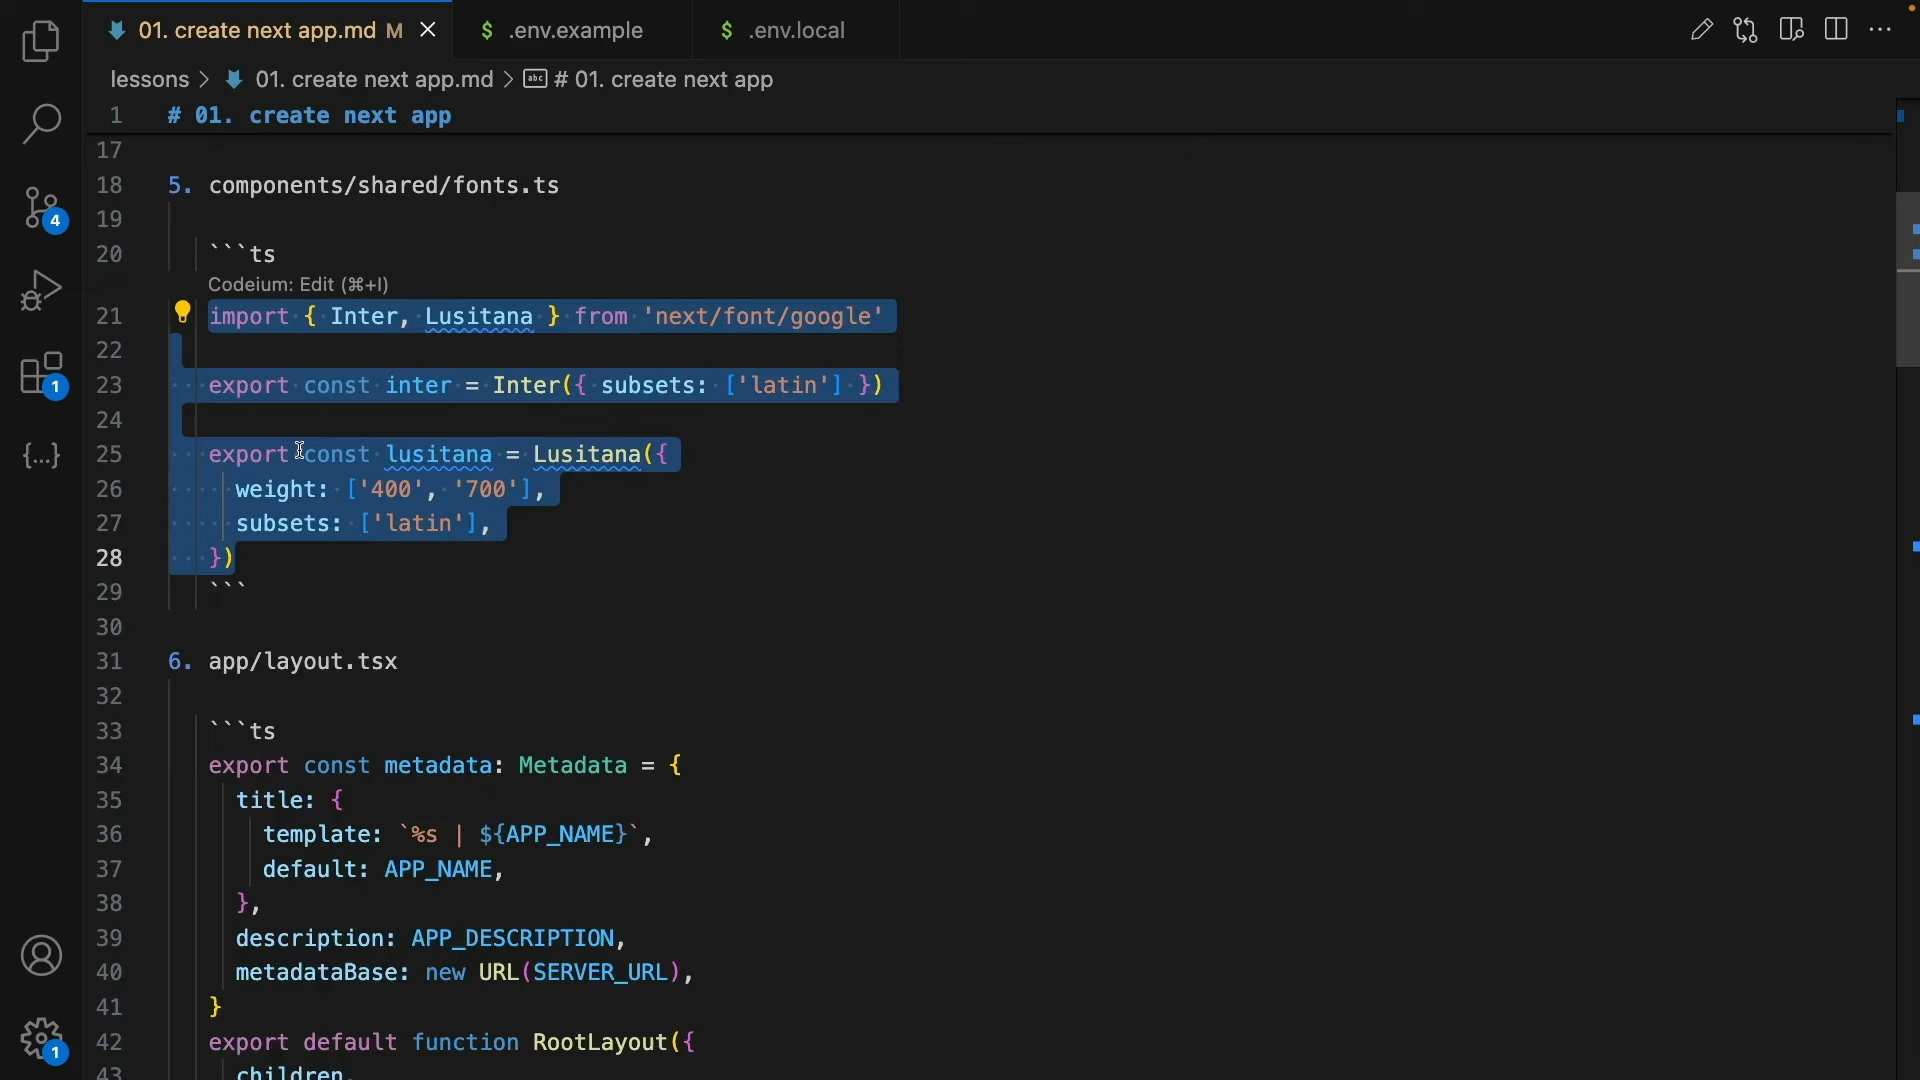 01. create next app.md M
$ .env.example
$ .env.local
lessons > 01. create next app.md > abc # 01. create next app
1 # 01. create next app
17
18 5. components/shared/fonts.ts
19
20 ```ts
Codeium: Edit (⌘+I)
21 import { Inter, Lusitana } from 'next/font/google'
22
23 export const inter = Inter({ subsets: ['latin'] })
24
25 export const lusitana = Lusitana({
26 weight: ['400', '700'],
27 subsets: ['latin'],
28 })
29 ```
30
31 6. app/layout.tsx
32
33 ```ts
34 export const metadata: Metadata = {
35 title: {
36 template: `%s | ${APP_NAME}`,
37 default: APP_NAME,
38 },
39 description: APP_DESCRIPTION,
40 metadataBase: new URL(SERVER_URL),
41 }
42 export default function RootLayout({
43 children,
4
1
{...}
1